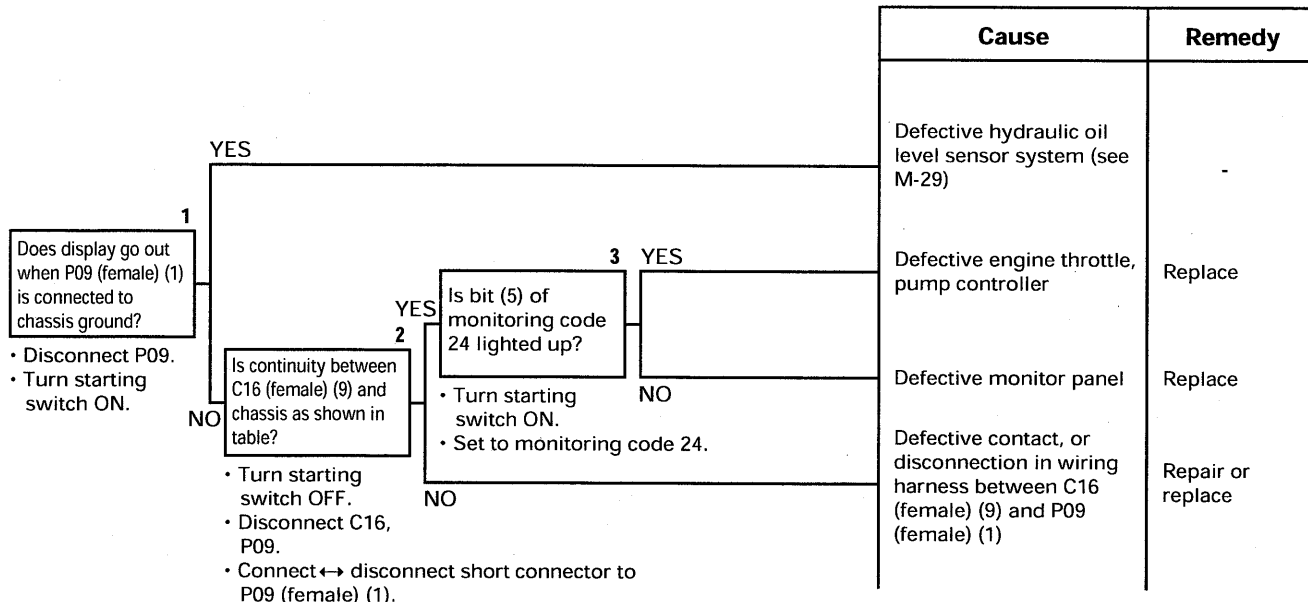 Cause
Remedy
YES
Defective hydraulic oil
level sensor system (see
M-29)
-
1
Does display go out
when P09 (female) (1)
is connected to
chassis ground?
• Disconnect P09.
• Turn starting
switch ON.
NO
YES
2
Is continuity between
C16 (female) (9) and
chassis as shown in
table?
• Turn starting
switch OFF.
• Disconnect C16,
P09.
• Connect ↔ disconnect short connector to
P09 (female) (1).
3
Is bit (5) of
monitoring code
24 lighted up?
• Turn starting
switch ON.
• Set to monitoring code 24.
YES
Defective engine throttle,
pump controller
Replace
NO
Defective monitor panel
Replace
NO
Defective contact, or
disconnection in wiring
harness between C16
(female) (9) and P09
(female) (1)
Repair or
replace